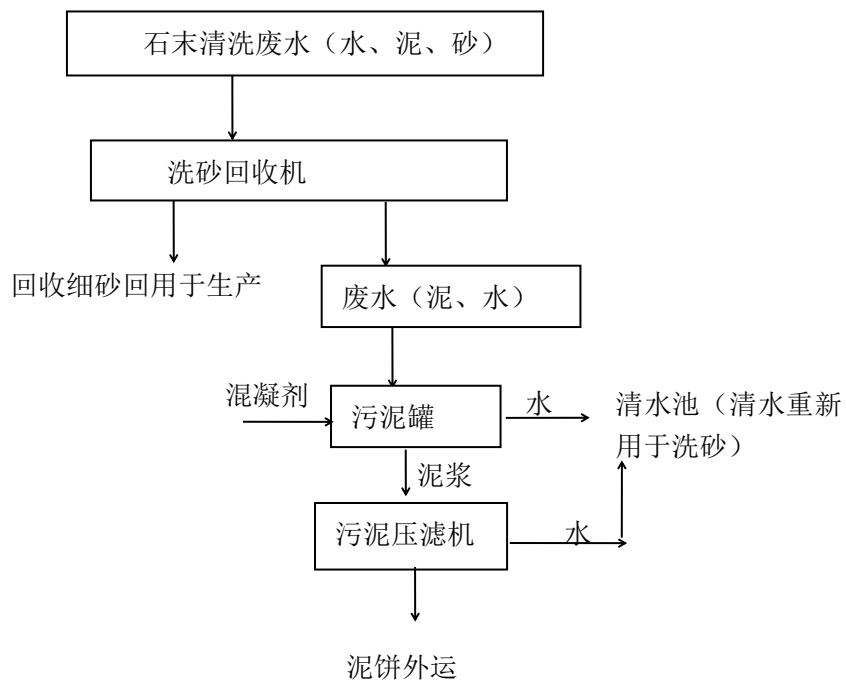 石末清洗废水（水、泥、砂）
洗砂回收机
回收细砂回用于生产
废水（泥、水）
混凝剂
污泥罐
水
清水池（清水重新
用于洗砂）
泥浆
污泥压滤机
水
泥饼外运